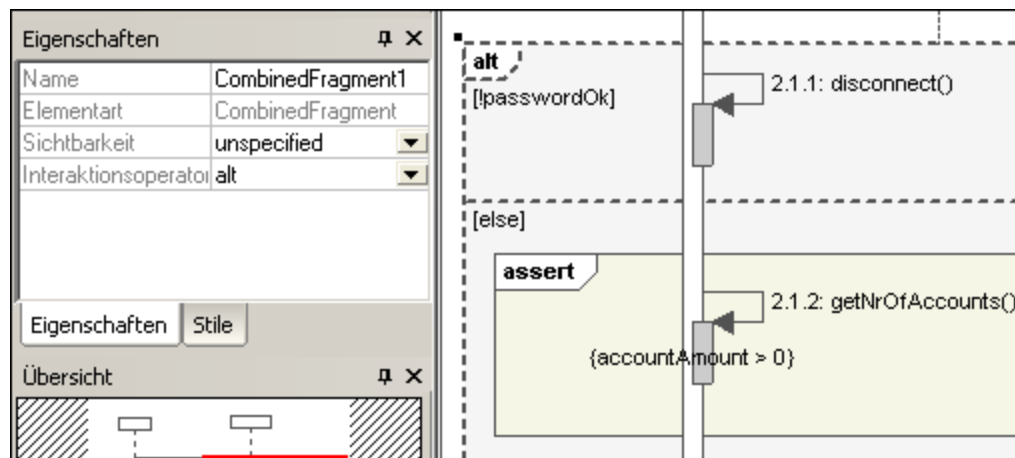 Eigenschaften
Name CombinedFragment1
Elementart CombinedFragment
Sichtbarkeit unspecified
Interaktionsoperator alt
Eigenschaften Stile
Übersicht
alt
[!passwordOk]
2.1.1: disconnect()
[else]
assert
2.1.2: getNrOfAccounts()
{accountAmount > 0}